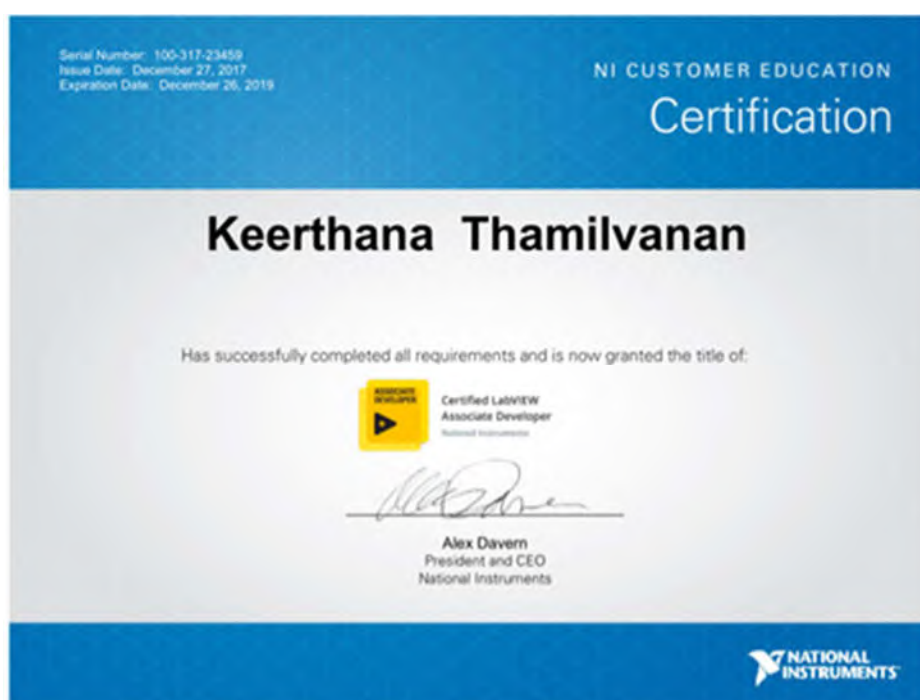 Serial Number: 100-317-23459
Issue Date: December 27, 2017
Expiration Date: December 26, 2019
NI CUSTOMER EDUCATION
Certification
Keerthana Thamilvanan
Has successfully completed all requirements and is now granted the title of:
ASSOCIATE
DEVELOPER
Certified LabVIEW
Associate Developer
National Instruments
Alex Davern
President and CEO
National Instruments
NATIONAL
INSTRUMENTS